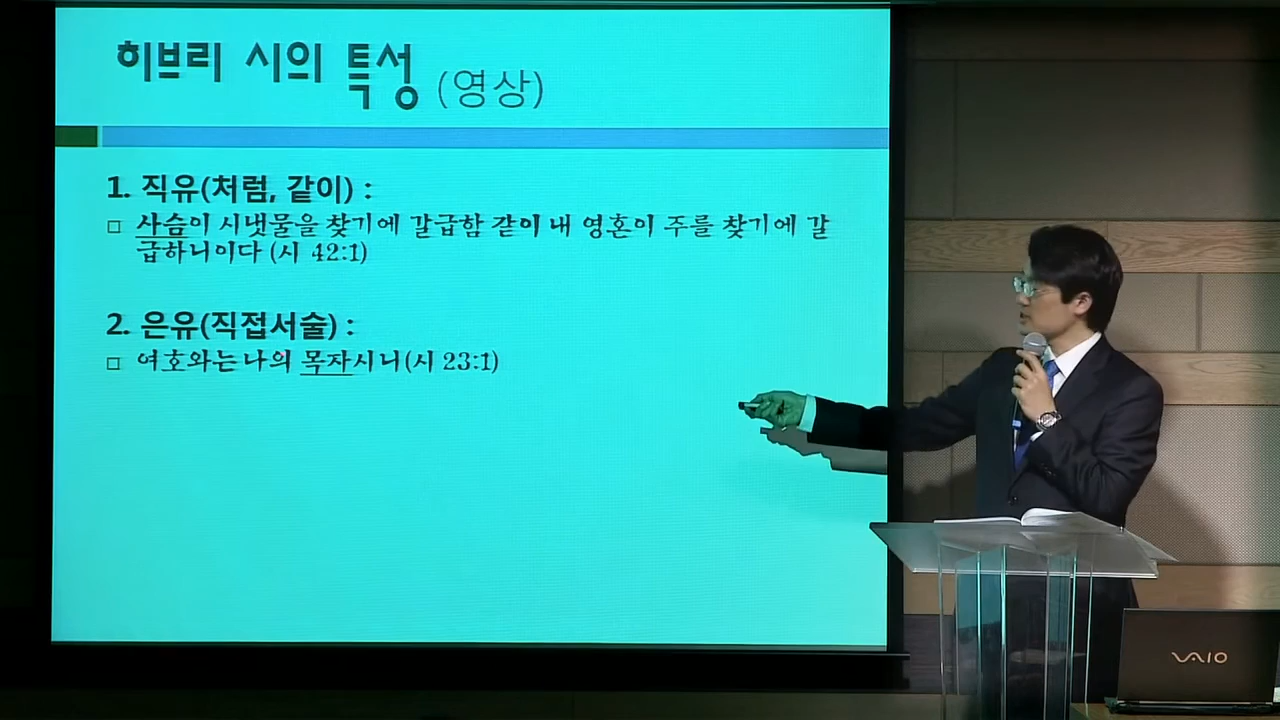 히브리 시의 특성 (영상)
1. 직유(처럼, 같이) :
□ 사슴이 시냇물을 찾기에 갈급함 같이 내 영혼이 주를 찾기에 갈
급하니이다 (시 42:1)
2. 은유(직접서술) :
□ 여호와는 나의 목자시니(시 23:1)
VAIO